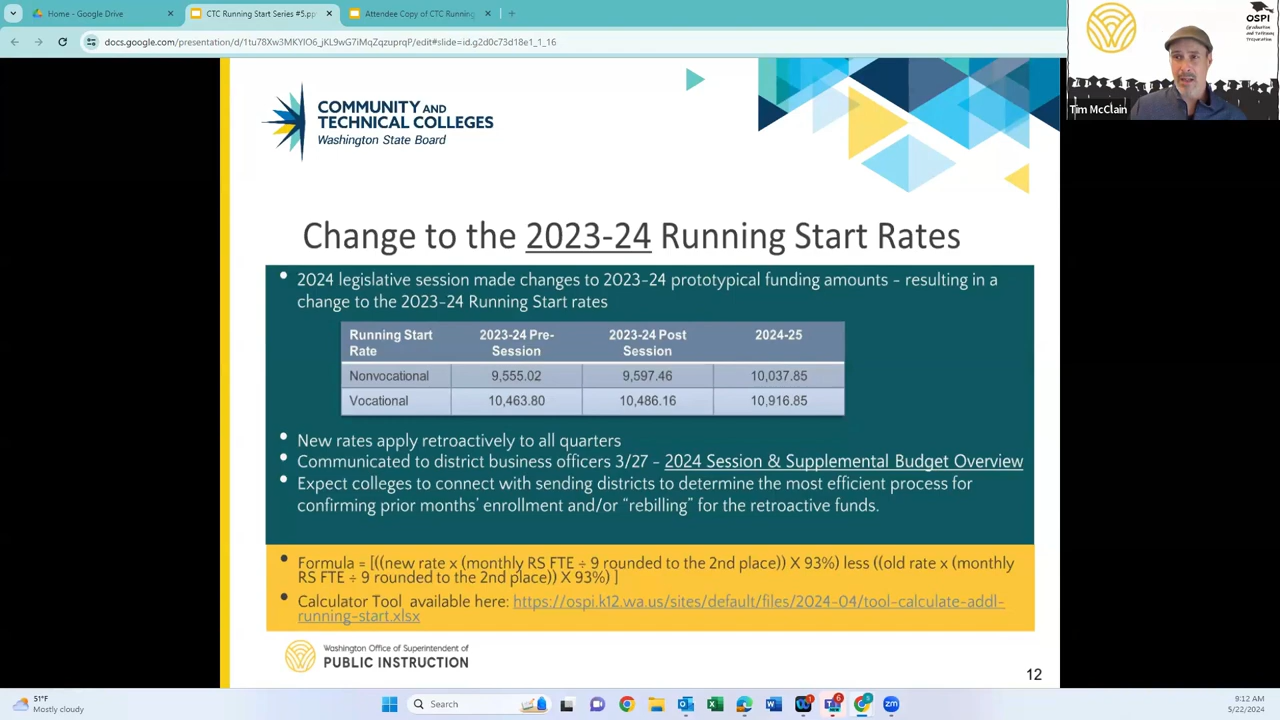 Home - Google Drive
CTC Running Start Series #5.pp
Attendee Copy of CTC Running
docs.google.com/presentation/d/1tu78Xw3MKYlO6_jKL9wG7iMqZqzuprqP/edit#slide=id.g2d0c73d18e1_1_1
OSPI
Graduation
and Pathway
Preparation
Tim McClain
COMMUNITY AND
TECHNICAL COLLEGES
Washington State Board
Change to the 2023-24 Running Start Rates
• 2024 legislative session made changes to 2023-24 prototypical funding amounts - resulting in a
change to the 2023-24 Running Start rates
Running Start Rate 2023-24 Pre-Session 2023-24 Post Session 2024-25
Nonvocational 9,555.02 9,597.46 10,037.85
Vocational 10,463.80 10,486.16 10,916.85
• New rates apply retroactively to all quarters
• Communicated to district business officers 3/27 - 2024 Session & Supplemental Budget Overview
• Expect colleges to connect with sending districts to determine the most efficient process for
confirming prior months' enrollment and/or "rebilling" for the retroactive funds.
• Formula = [((new rate x (monthly RS FTE ÷ 9 rounded to the 2nd place)) X 93%) less ((old rate x (monthly
RS FTE ÷ 9 rounded to the 2nd place)) X 93%) ]
• Calculator Tool available here: https://ospi.k12.wa.us/sites/default/files/2024-04/tool-calculate-addl-
running-start.xlsx
Washington Office of Superintendent of
PUBLIC INSTRUCTION
12
51°F
Mostly cloudy
Search
9:12 AM
5/22/2024